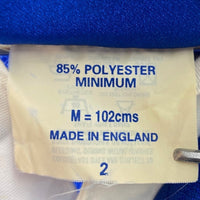 85% POLYESTER
MINIMUM
M = 102cms
MADE IN ENGLAND
2